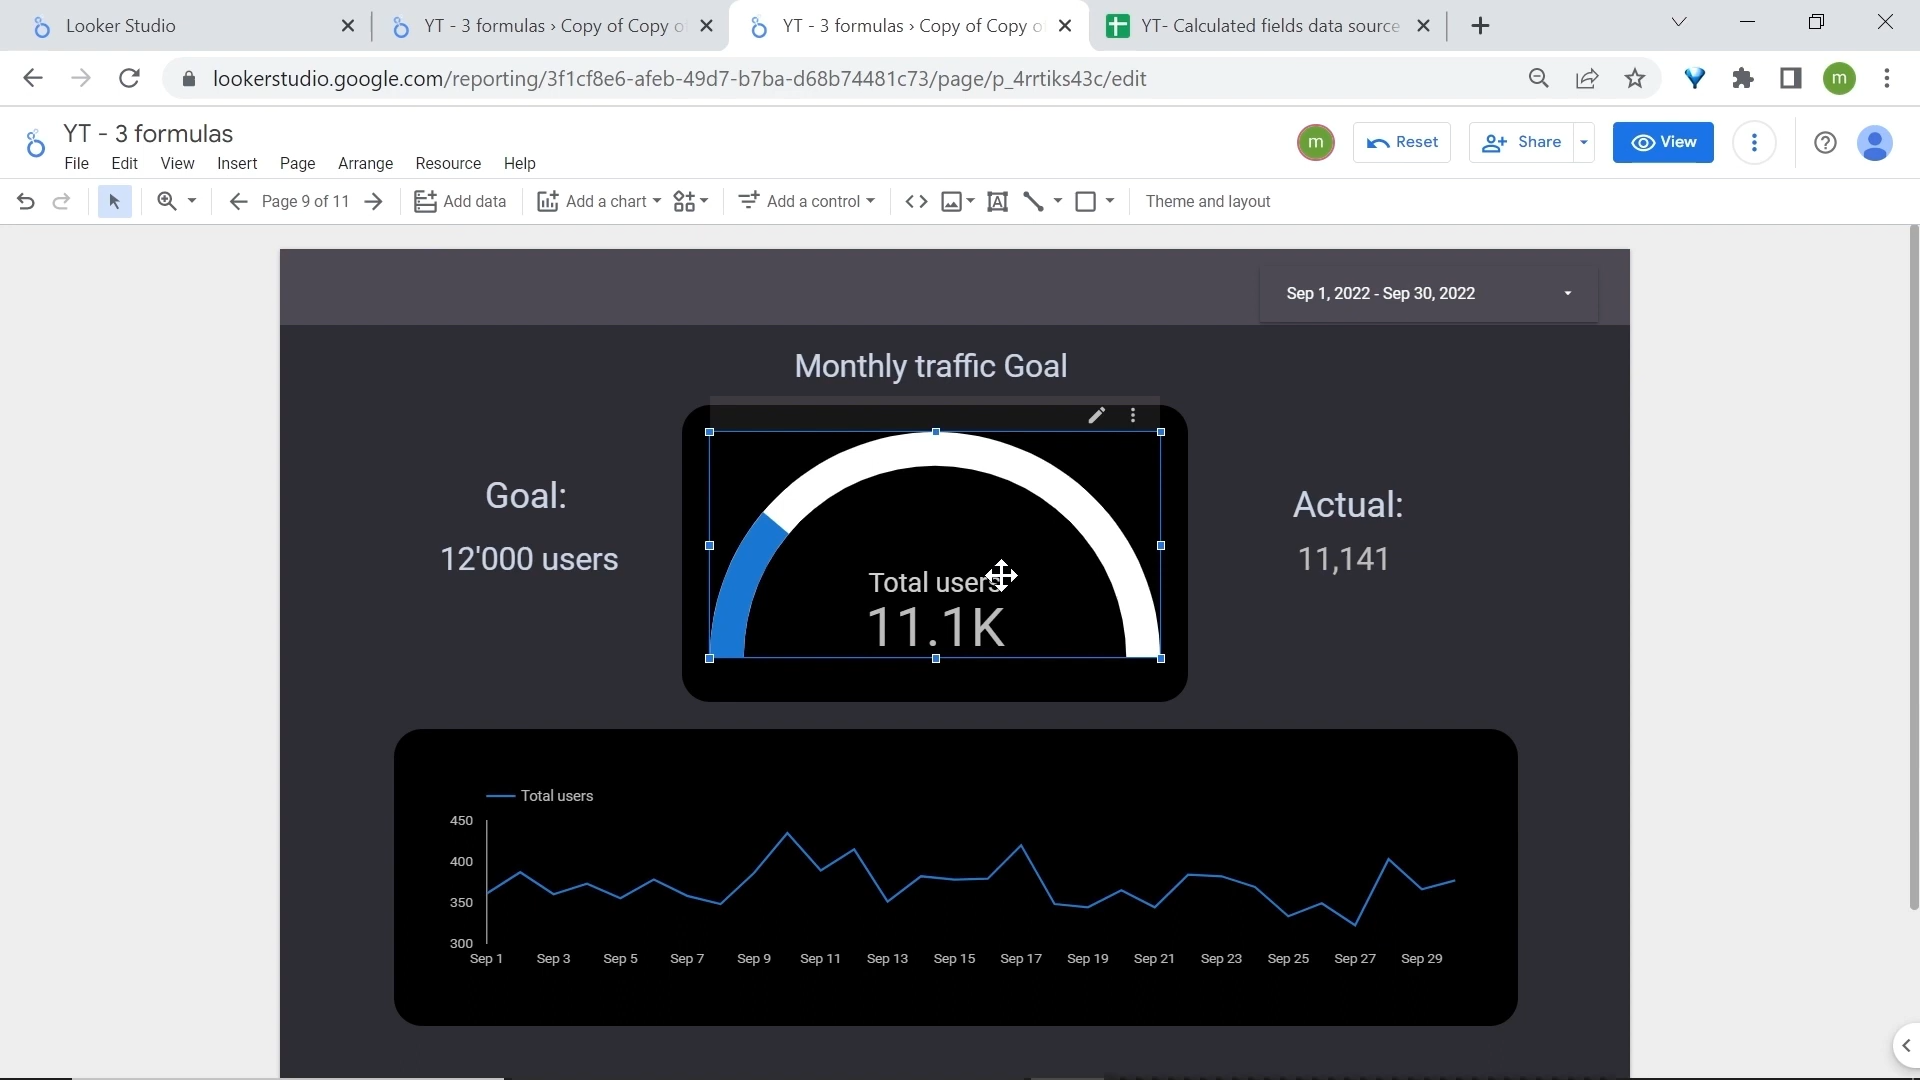 Looker Studio
YT - 3 formulas › Copy of Copy o
YT - 3 formulas › Copy of Copy o
YT- Calculated fields data source
lookerstudio.google.com/reporting/3f1cf8e6-afeb-49d7-b7ba-d68b74481c73/page/p_4rrtiks43c/edit
m
YT - 3 formulas
File Edit View Insert Page Arrange Resource Help
m
Reset
Share
View
Page 9 of 11
Add data
Add a chart
Add a control
Theme and layout
Sep 1, 2022 - Sep 30, 2022
Monthly traffic Goal
Goal:
12'000 users
Total users
11.1K
Actual:
11,141
Total users
450
400
350
300
Sep 1 Sep 3 Sep 5 Sep 7 Sep 9 Sep 11 Sep 13 Sep 15 Sep 17 Sep 19 Sep 21 Sep 23 Sep 25 Sep 27 Sep 29